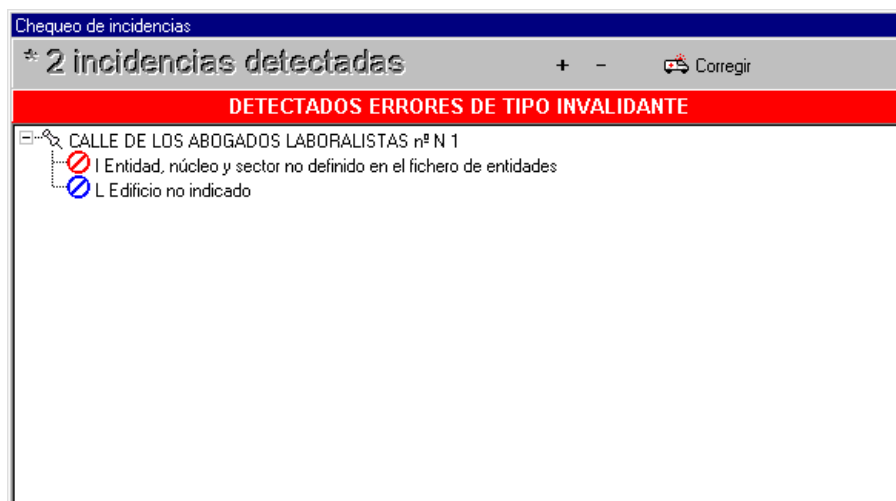 Chequeo de incidencias
* 2 incidencias detectadas + - Corregir
DETECTADOS ERRORES DE TIPO INVALIDANTE
CALLE DE LOS ABOGADOS LABORALISTAS nº N 1
I Entidad, núcleo y sector no definido en el fichero de entidades
L Edificio no indicado